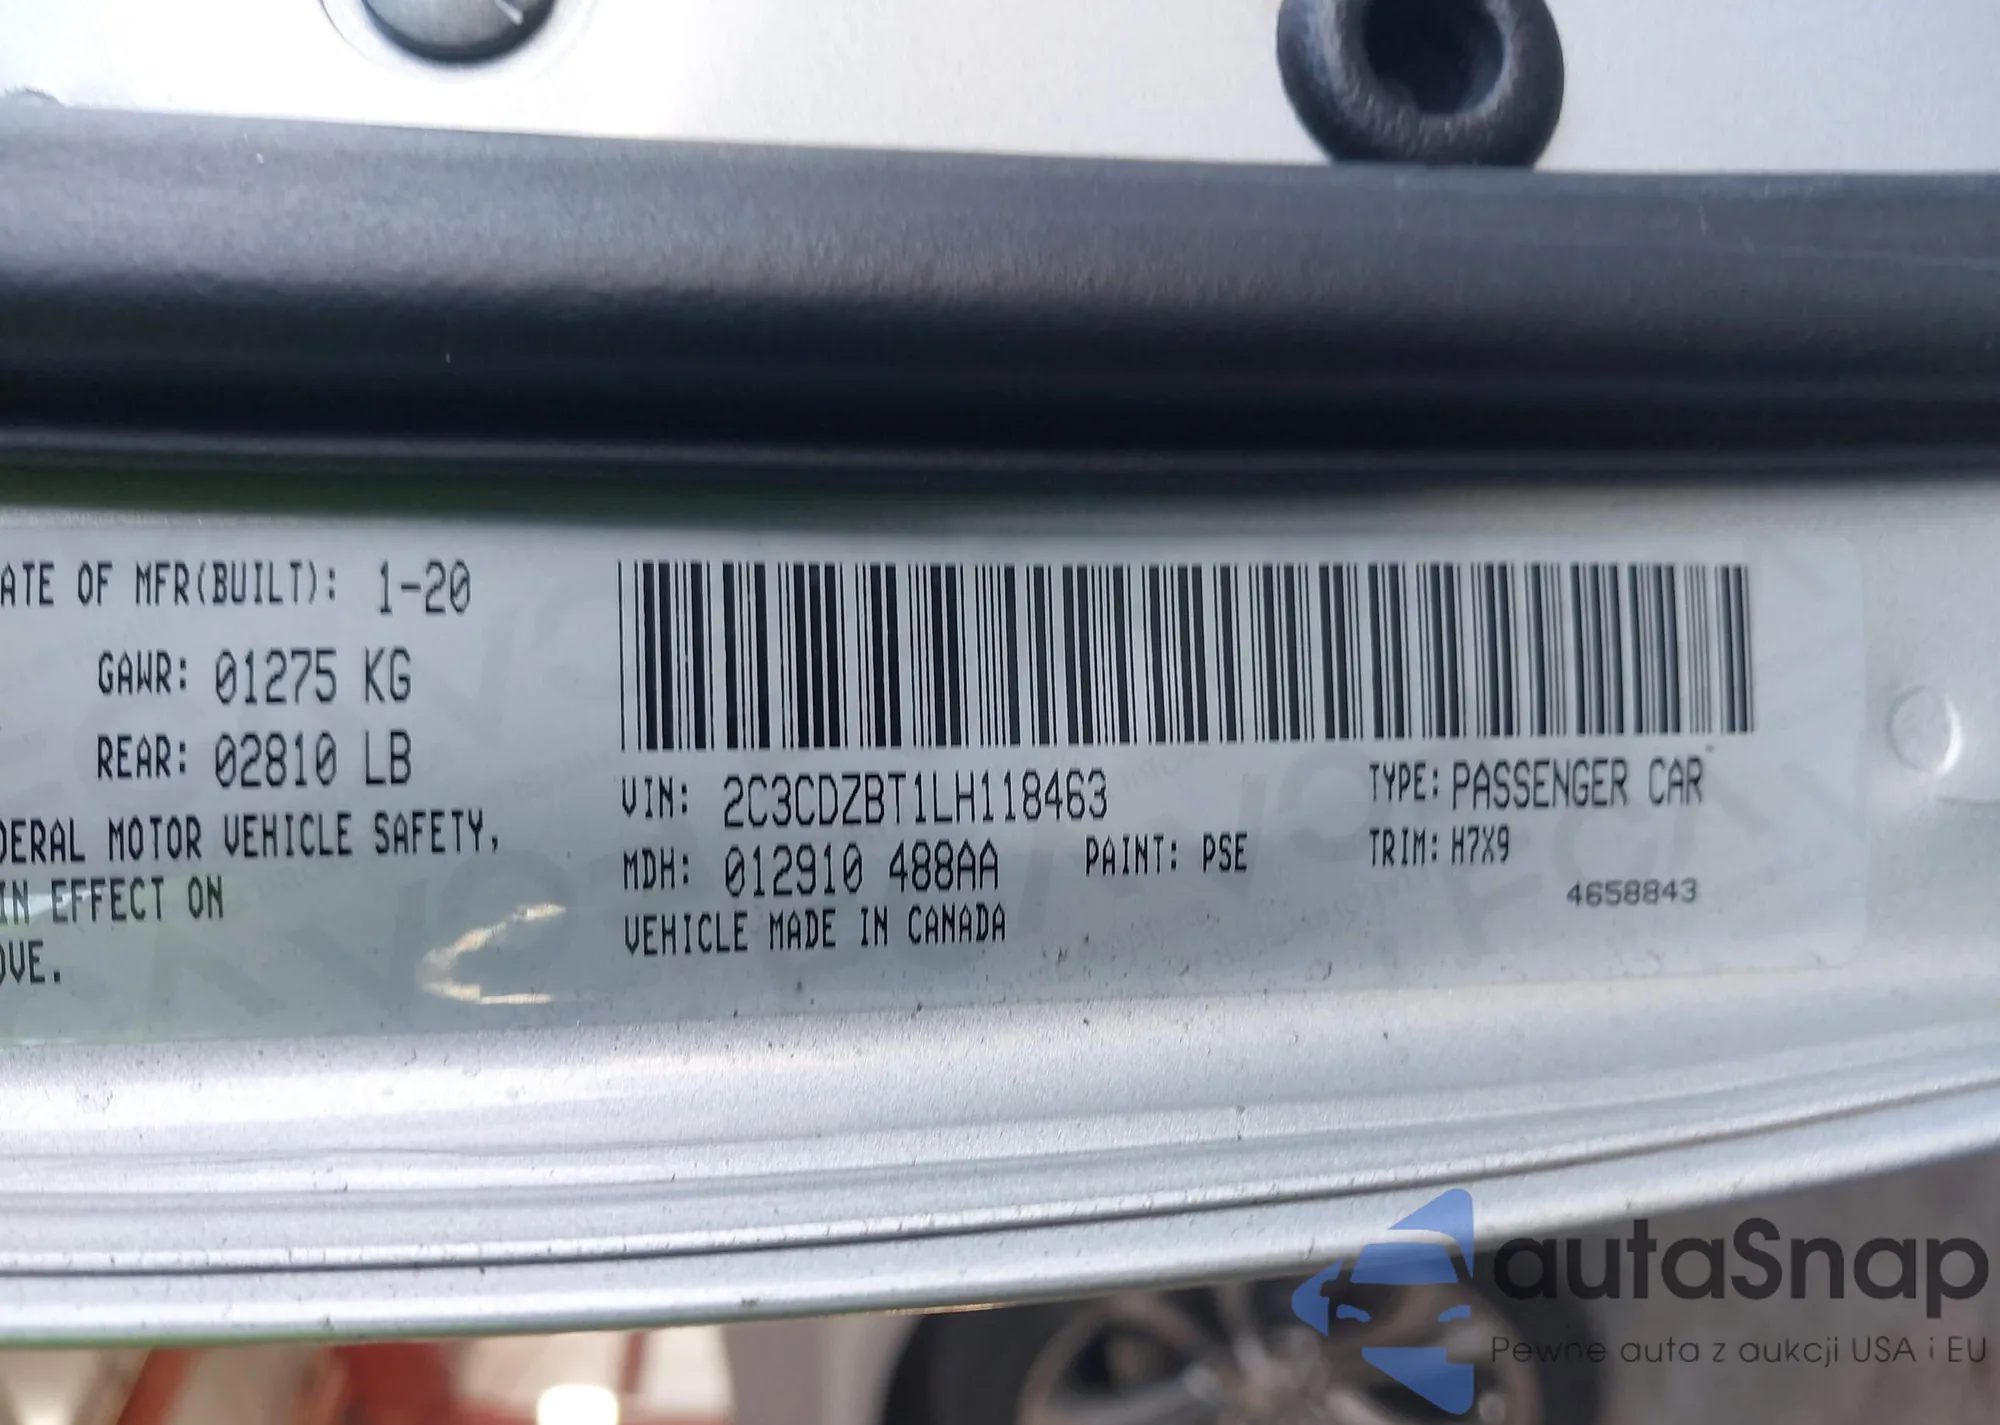 ATE OF MFR(BUILT): 1-20
GAWR: 01275 KG
REAR: 02810 LB
DERAL MOTOR VEHICLE SAFETY,
IN EFFECT ON
OVE.
VIN: 2C3CDZBT1LH118463
TYPE: PASSENGER CAR
MDH: 012910 488AA
PAINT: PSE
TRIM: H7X9
4658843
VEHICLE MADE IN CANADA
autaSnap
Pewne auta z aukcji USA i EU